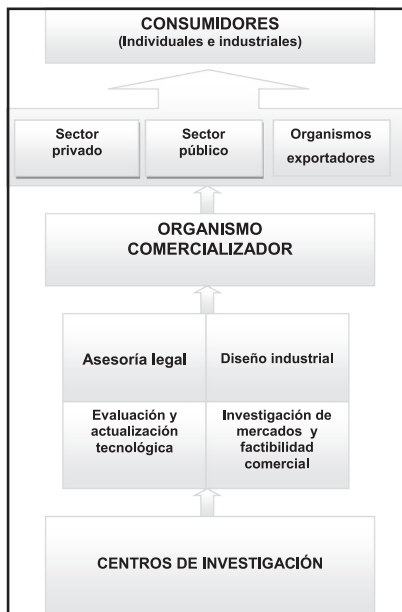 CONSUMIDORES
(Individuales e industriales)
Sector
privado
Sector
público
Organismos
exportadores
ORGANISMO
COMERCIALIZADOR
Asesoría legal
Diseño industrial
Evaluación y
actualización
tecnológica
Investigación de
mercados y
factibilidad
comercial
CENTROS DE INVESTIGACIÓN